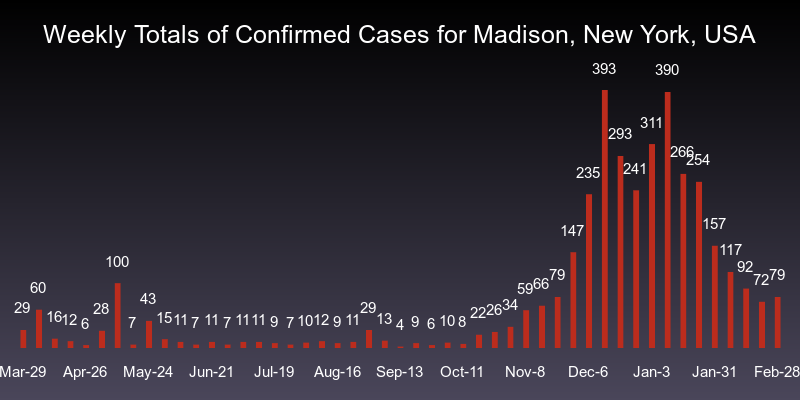 Weekly Totals of Confirmed Cases for Madison, New York, USA
29 60 16 12 6 28 100 7 43 15 11 7 11 7 11 11 9 7 10 12 9 11 29 13 4 9 6 10 8 22 26 34 59 66 79 147 235 393 293 241 311 390 266 254 157 117 92 72 79
Mar-29 Apr-26 May-24 Jun-21 Jul-19 Aug-16 Sep-13 Oct-11 Nov-8 Dec-6 Jan-3 Jan-31 Feb-28